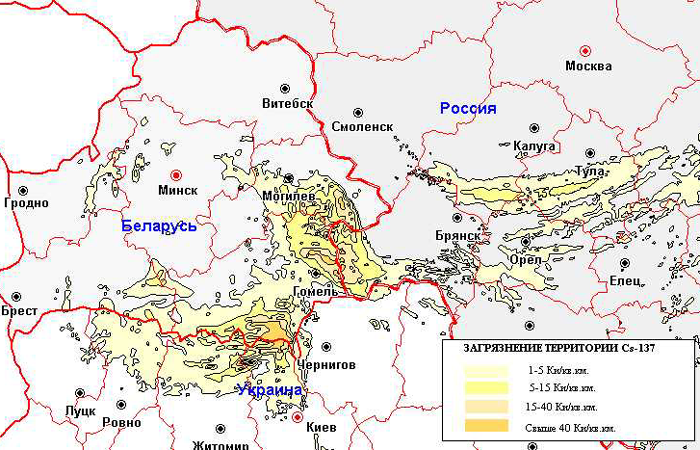 Москва
Витебск
Россия
Смоленск
Калуга
Тула
Минск
Гродно
Могилев
Беларусь
Брянск
Орел
Гомель
Елец
Брест
ЗАГРЯЗНЕНИЕ ТЕРРИТОРИИ Cs-137
Чернигов
1-5 Ки/кв.км.
5-15 Ки/кв.км.
Украина
Луцк
15-40 Ки/кв.км.
Ровно
Киев
Свыше 40 Ки/кв.км.
Житомир